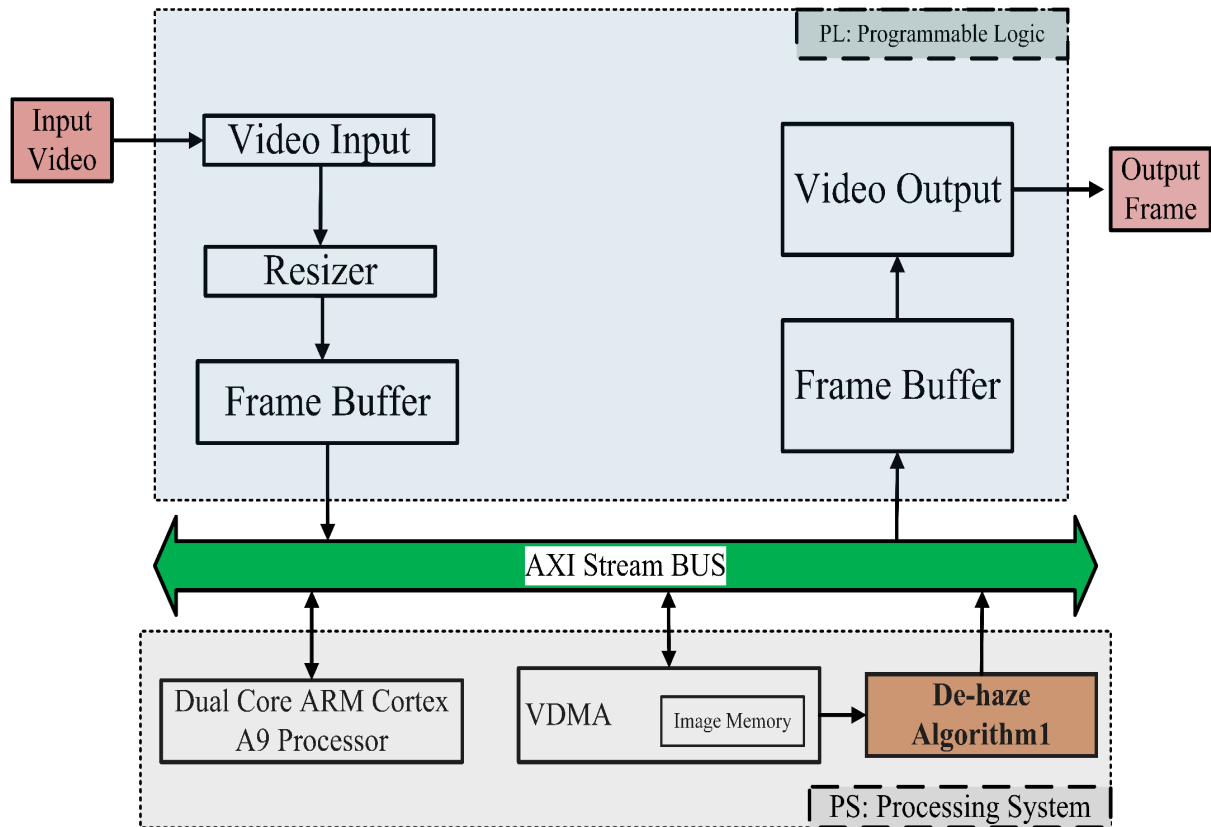 PL: Programmable Logic
Input
Video
Video Input
Resizer
Frame Buffer
Video Output
Frame Buffer
Output
Frame
AXI Stream BUS
Dual Core ARM Cortex
A9 Processor
VDMA
Image Memory
De-haze
Algorithm1
PS: Processing System